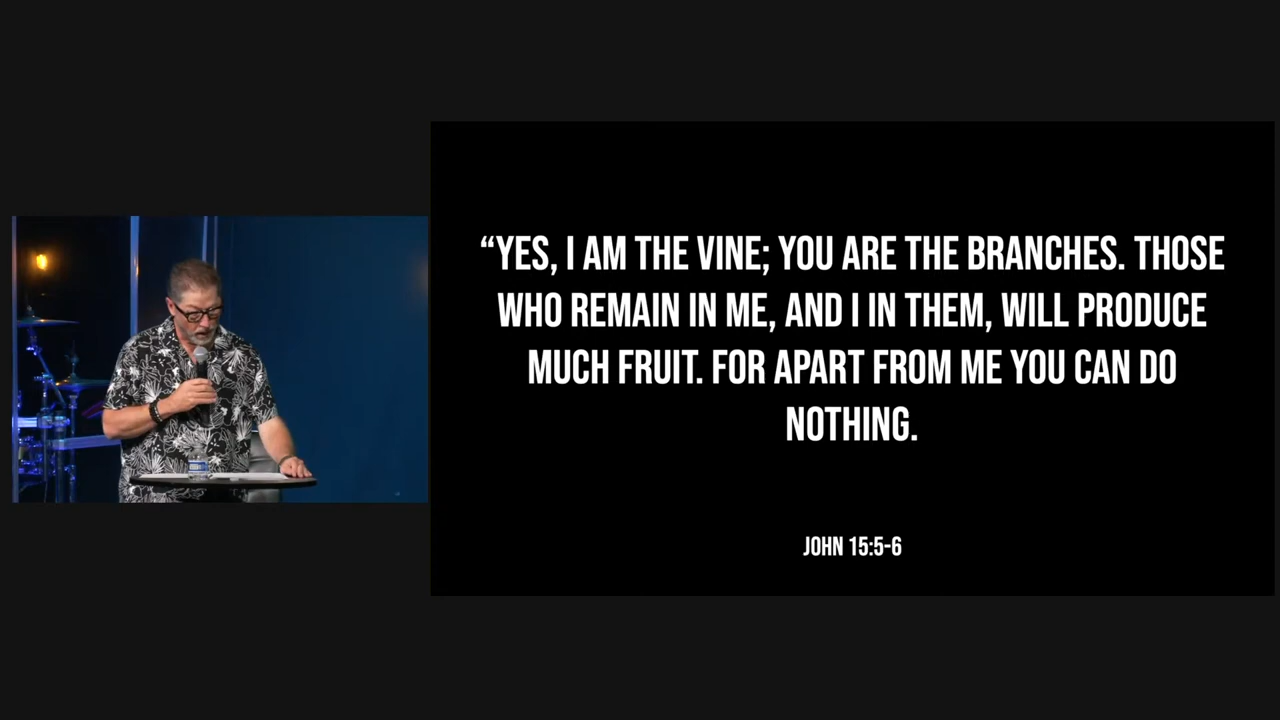 “YES, I AM THE VINE; YOU ARE THE BRANCHES. THOSE
WHO REMAIN IN ME, AND I IN THEM, WILL PRODUCE
MUCH FRUIT. FOR APART FROM ME YOU CAN DO
NOTHING.
JOHN 15:5-6